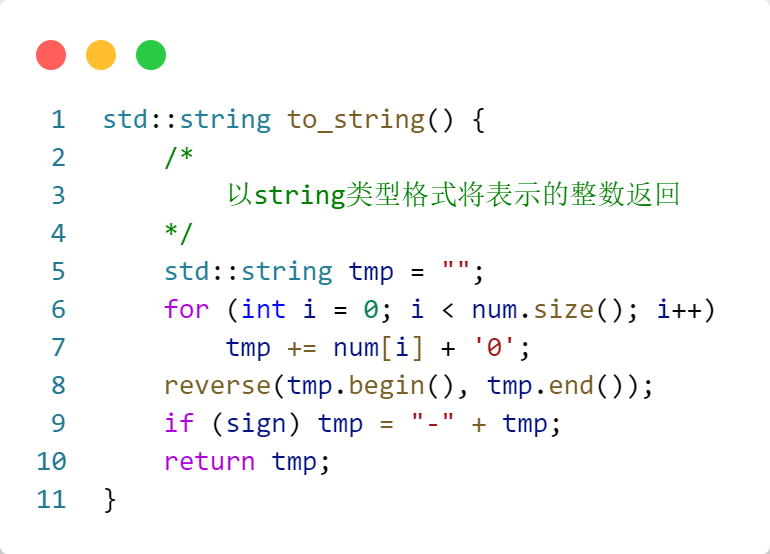 1 std::string to_string() {
2     /*
3         以string类型格式将表示的整数返回
4     */
5     std::string tmp = "";
6     for (int i = 0; i < num.size(); i++)
7         tmp += num[i] + '0';
8     reverse(tmp.begin(), tmp.end());
9     if (sign) tmp = "-" + tmp;
10     return tmp;
11 }